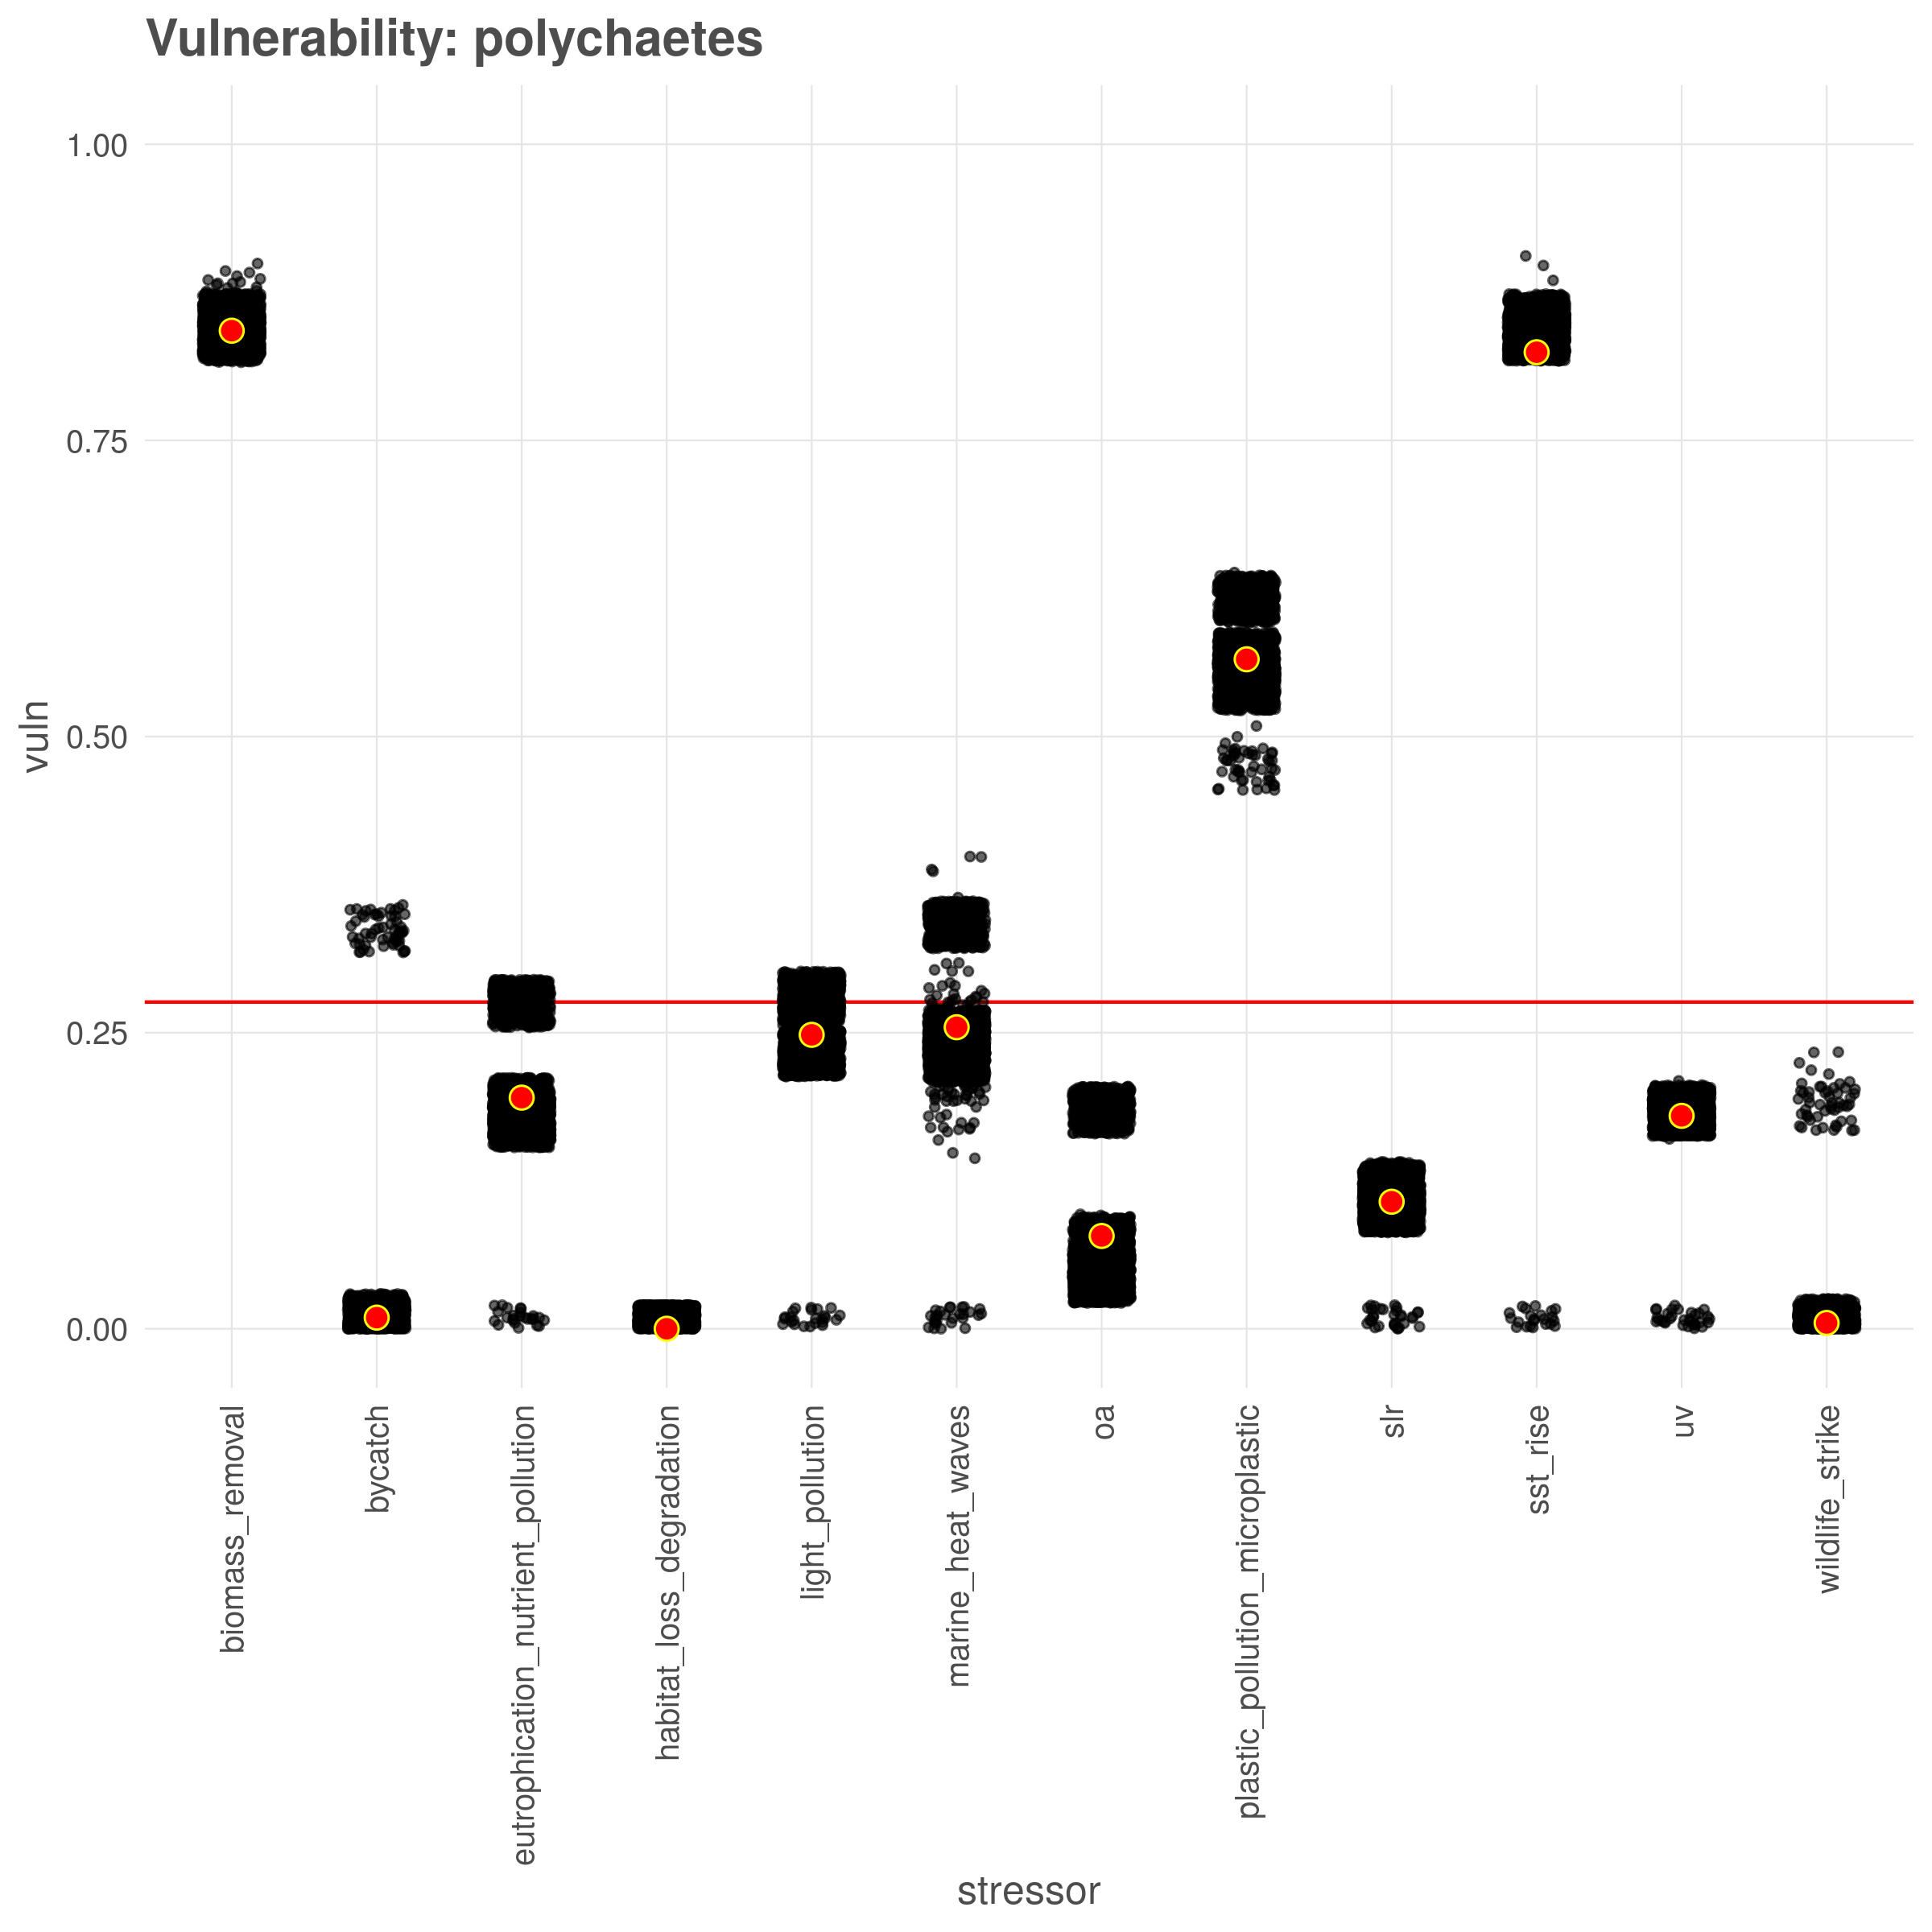 Vulnerability: polychaetes
vuln
1.00
0.75
0.50
0.25
0.00
biomass_removal
bycatch
eutrophication_nutrient_pollution
habitat_loss_degradation
light_pollution
marine_heat_waves
oa
plastic_pollution_microplastic
slr
sst_rise
uv
wildlife_strike
stressor